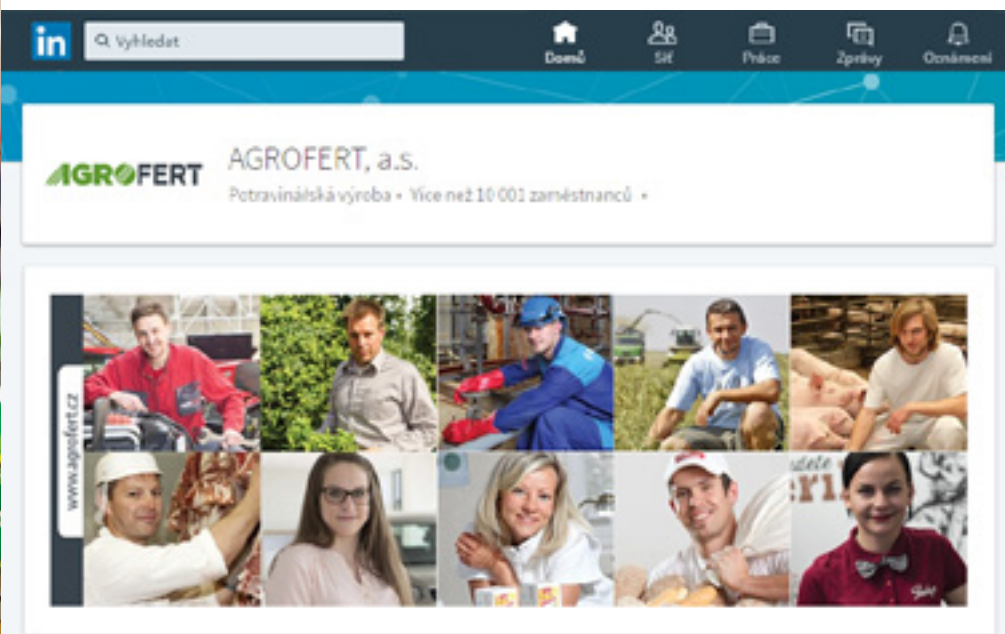 in
Vyhledat
Domů
Síť
Práce
Zprávy
Oznámení
AGROFERT
AGROFERT, a.s.
Potravinářská výroba • Více než 10 001 zaměstnanců •
www.agrofert.cz